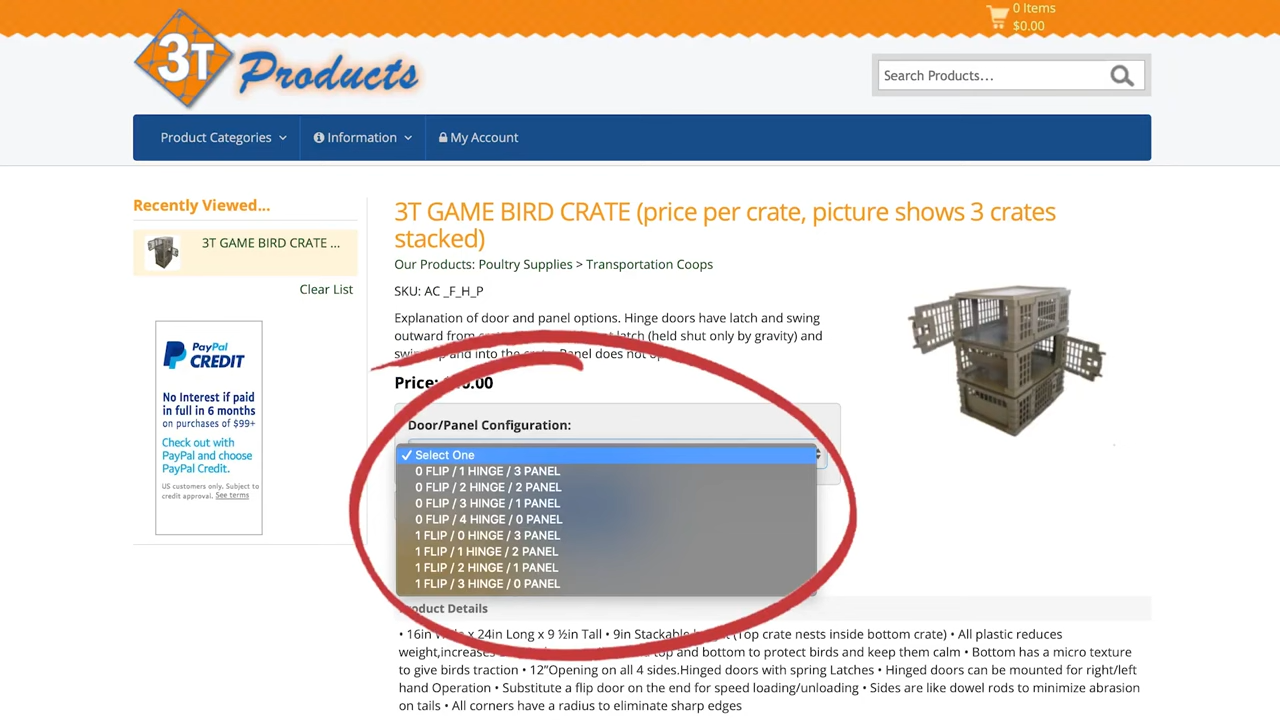 0 Items
$0.00
3T Products
Search Products...
Product Categories
Information
My Account
Recently Viewed...
3T GAME BIRD CRATE ...
Clear List
PayPal
CREDIT
No Interest if paid
in full in 6 months
on purchases of $99+
Check out with
PayPal and choose
PayPal Credit.
US customers only. Subject to
credit approval. See terms
3T GAME BIRD CRATE (price per crate, picture shows 3 crates
stacked)
Our Products: Poultry Supplies > Transportation Coops
SKU: AC _F_H_P
Explanation of door and panel options. Hinge doors have latch and swing
outward from latch (held shut only by gravity) and
and into the Panel does not
Price: .00
Door/Panel Configuration:
✓ Select One
0 FLIP / 1 HINGE / 3 PANEL
0 FLIP / 2 HINGE / 2 PANEL
0 FLIP / 3 HINGE / 1 PANEL
0 FLIP / 4 HINGE / 0 PANEL
1 FLIP / 0 HINGE / 3 PANEL
1 FLIP / 1 HINGE / 2 PANEL
1 FLIP / 2 HINGE / 1 PANEL
1 FLIP / 3 HINGE / 0 PANEL
Product Details
• 16in x 24in Long x 9 ½in Tall • 9in Stackable (Top crate nests inside bottom crate) • All plastic reduces
weight,increases top and bottom to protect birds and keep them calm • Bottom has a micro texture
to give birds traction • 12"Opening on all 4 sides.Hinged doors with spring Latches • Hinged doors can be mounted for right/left
hand Operation • Substitute a flip door on the end for speed loading/unloading • Sides are like dowel rods to minimize abrasion
on tails • All corners have a radius to eliminate sharp edges